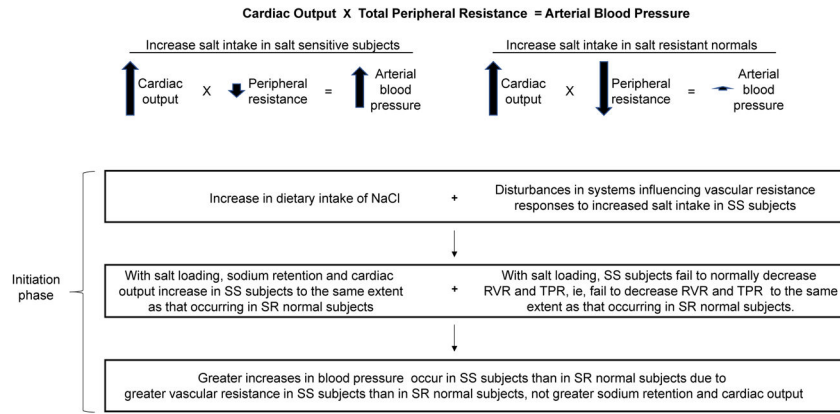 Cardiac Output X Total Peripheral Resistance = Arterial Blood Pressure
Increase salt intake in salt sensitive subjects
Increase salt intake in salt resistant normals
Cardiac output X Peripheral resistance = Arterial blood pressure
Cardiac output X Peripheral resistance = Arterial blood pressure
Initiation phase
Increase in dietary intake of NaCl
+
Disturbances in systems influencing vascular resistance
responses to increased salt intake in SS subjects
With salt loading, sodium retention and cardiac
output increase in SS subjects to the same extent
as that occurring in SR normal subjects
+
With salt loading, SS subjects fail to normally decrease
RVR and TPR, ie, fail to decrease RVR and TPR to the same
extent as that occurring in SR normal subjects.
Greater increases in blood pressure occur in SS subjects than in SR normal subjects due to
greater vascular resistance in SS subjects than in SR normal subjects, not greater sodium retention and cardiac output